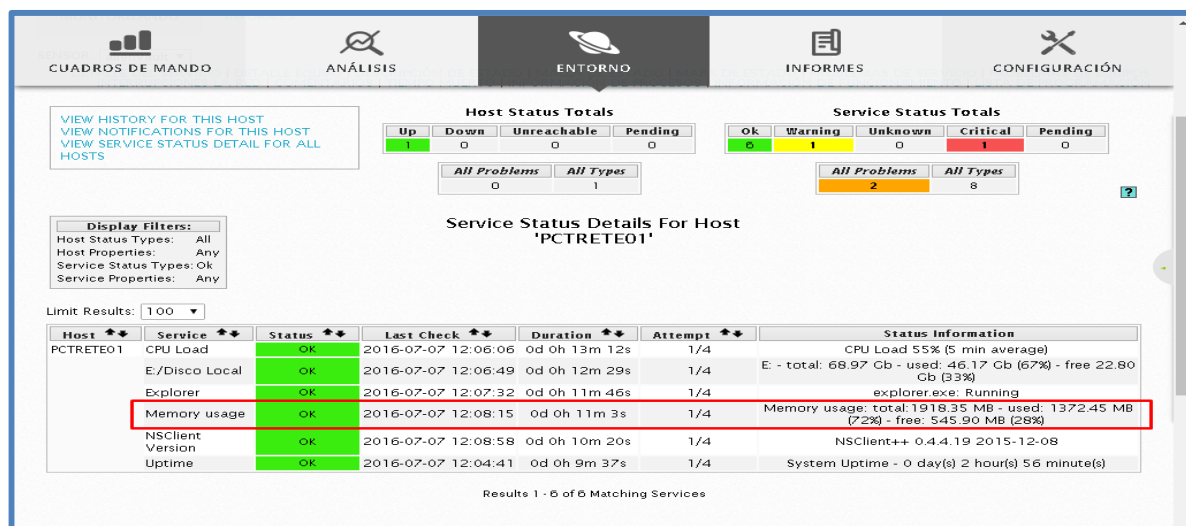 CUADROS DE MANDO
ANÁLISIS
ENTORNO
INFORMES
CONFIGURACIÓN
VIEW HISTORY FOR THIS HOST
VIEW NOTIFICATIONS FOR THIS HOST
VIEW SERVICE STATUS DETAIL FOR ALL
HOSTS
Host Status Totals
Up Down Unreachable Pending
1 0 0 0
All Problems All Types
0 1
Service Status Totals
Ok Warning Unknown Critical Pending
6 1 0 1 0
All Problems All Types
2 8
?
Display Filters:
Host Status Types: All
Host Properties: Any
Service Status Types: Ok
Service Properties: Any
Service Status Details For Host
'PCTRETE01'
Limit Results: 100
Host Service Status Last Check Duration Attempt Status Information
PCTRETE01 CPU Load OK 2016-07-07 12:06:06 0d 0h 13m 12s 1/4 CPU Load 55% (5 min average)
E:/Disco Local OK 2016-07-07 12:06:49 0d 0h 12m 29s 1/4 E: - total: 68.97 Gb - used: 46.17 Gb (67%) - free 22.80
Gb (33%)
Explorer OK 2016-07-07 12:07:32 0d 0h 11m 46s 1/4 explorer.exe: Running
Memory usage OK 2016-07-07 12:08:15 0d 0h 11m 3s 1/4 Memory usage: total:1918.35 MB - used: 1372.45 MB
(72%) - free: 545.90 MB (28%)
NSClient
Version OK 2016-07-07 12:08:58 0d 0h 10m 20s 1/4 NSClient++ 0.4.4.19 2015-12-08
Uptime OK 2016-07-07 12:04:41 0d 0h 9m 37s 1/4 System Uptime - 0 day(s) 2 hour(s) 56 minute(s)
Results 1 - 6 of 6 Matching Services